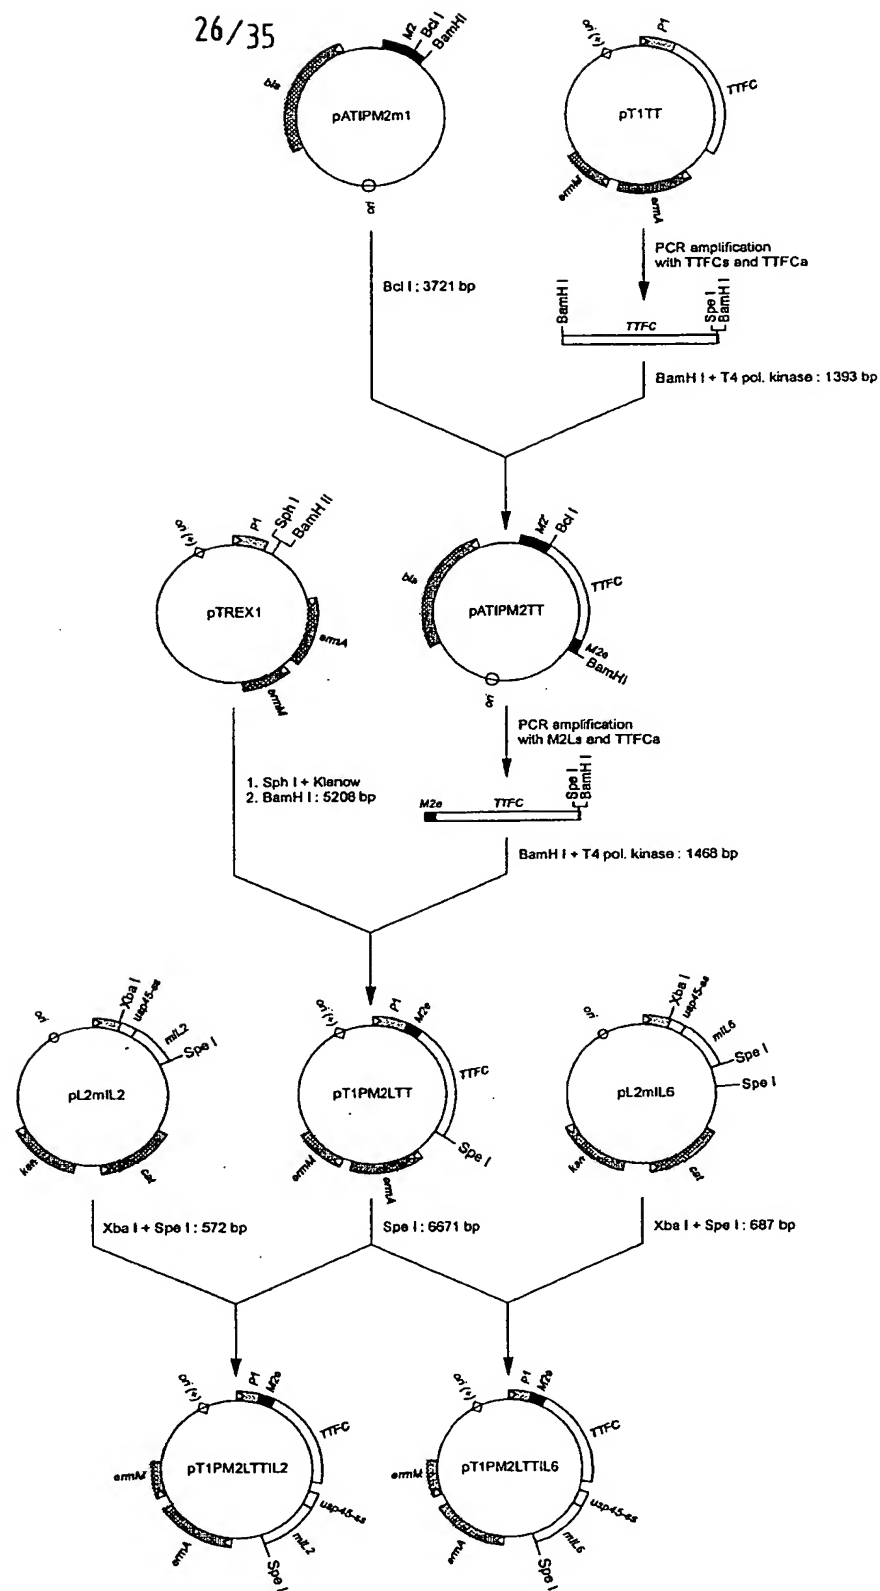 26/35
M2
Bcl I
BamHI
bla
pATIPM2m1
ori
ori (+)
P1
TTFC
pT1TT
ermM
ermA
Bcl I : 3721 bp
PCR amplification
with TTFCs and TTFCa
BamH I
TTFC
Spe I
BamH I
BamH I + T4 pol. kinase : 1393 bp
ori (+)
P1
Sph I
BamH II
pTREX1
ermA
ermM
M2'
Bcl I
bla
TTFC
pATIPM2TT
M2e
BamHI
ori
PCR amplification
with M2Ls and TTFCa
1. Sph I + Klenow
2. BamH I : 5208 bp
M2e
TTFC
Spe I
BamH I
BamH I + T4 pol. kinase : 1468 bp
ori
Xba I
usp45-ss
mIL2
Spe I
pL2mIL2
ken
cat
ori (+)
P1
M2e
TTFC
pT1PM2LTT
Spe I
ermM
ermA
ori
Xba I
usp45-ss
mIL6
Spe I
Spe I
pL2mIL6
ken
cat
Xba I + Spe I : 572 bp
Spe I : 6671 bp
Xba I + Spe I : 687 bp
ori (+)
P1
M2e
TTFC
pT1PM2LTTIL2
ermM
ermA
usp45-ss
mIL2
Spe I
ori (+)
P1
M2e
TTFC
pT1PM2LTTIL6
ermM
ermA
usp45-ss
mIL6
Spe I